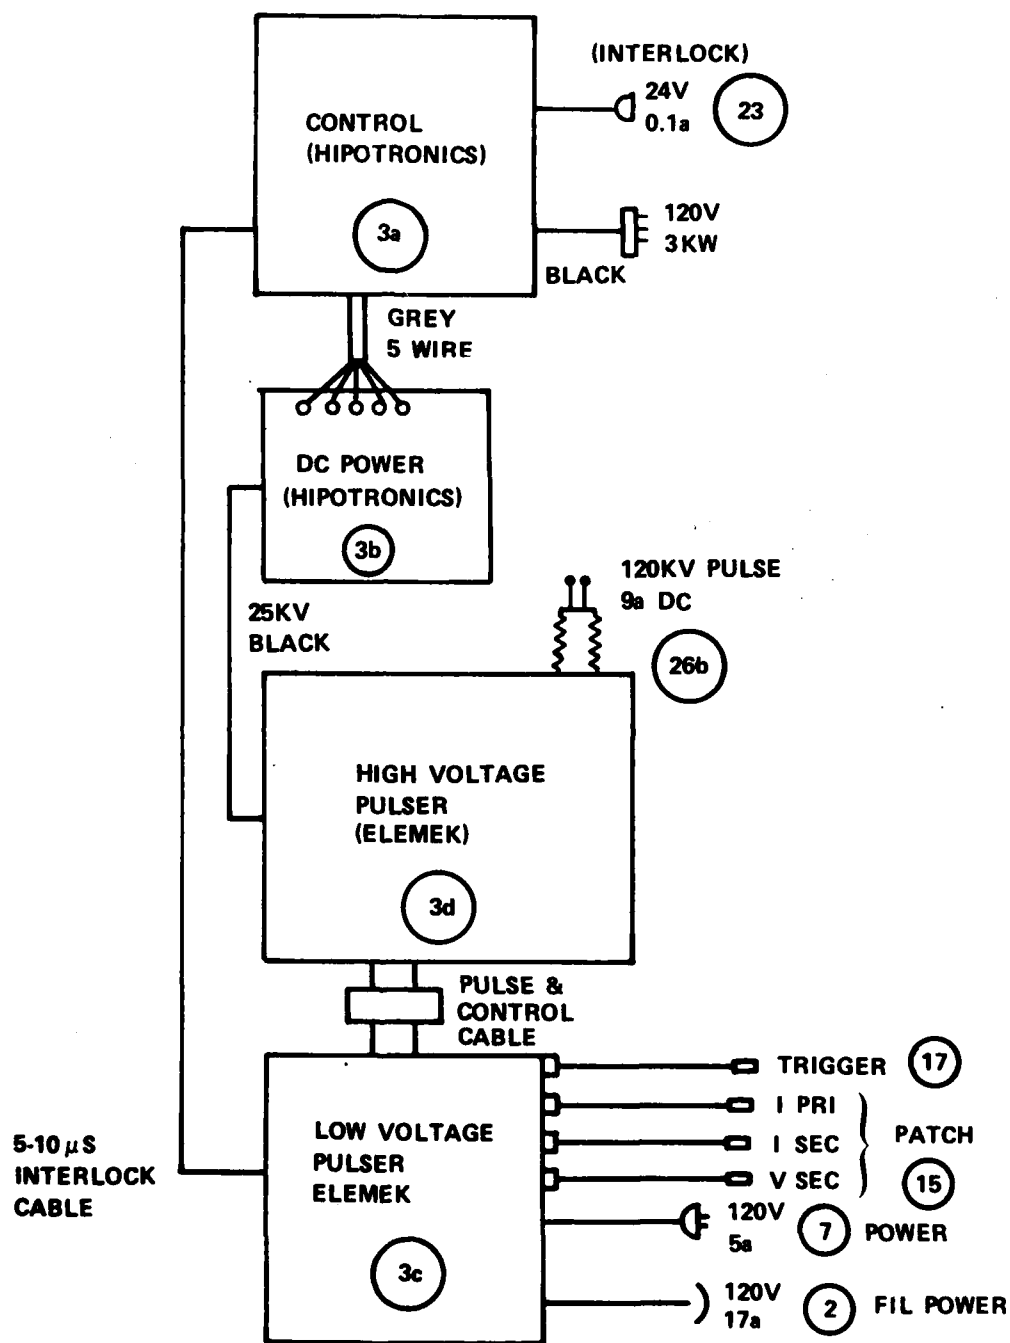 (INTERLOCK)
24V
0.1a
23
CONTROL
(HIPOTRONICS)
3a
120V
3KW
BLACK
GREY
5 WIRE
DC POWER
(HIPOTRONICS)
3b
25KV
BLACK
120KV PULSE
9a DC
26b
HIGH VOLTAGE
PULSER
(ELEMEK)
3d
PULSE &
CONTROL
CABLE
LOW VOLTAGE
PULSER
ELEMEK
3c
5-10 μS
INTERLOCK
CABLE
TRIGGER 17
I PRI
I SEC
V SEC
PATCH
15
120V
5a
7 POWER
120V
17a
2 FIL POWER